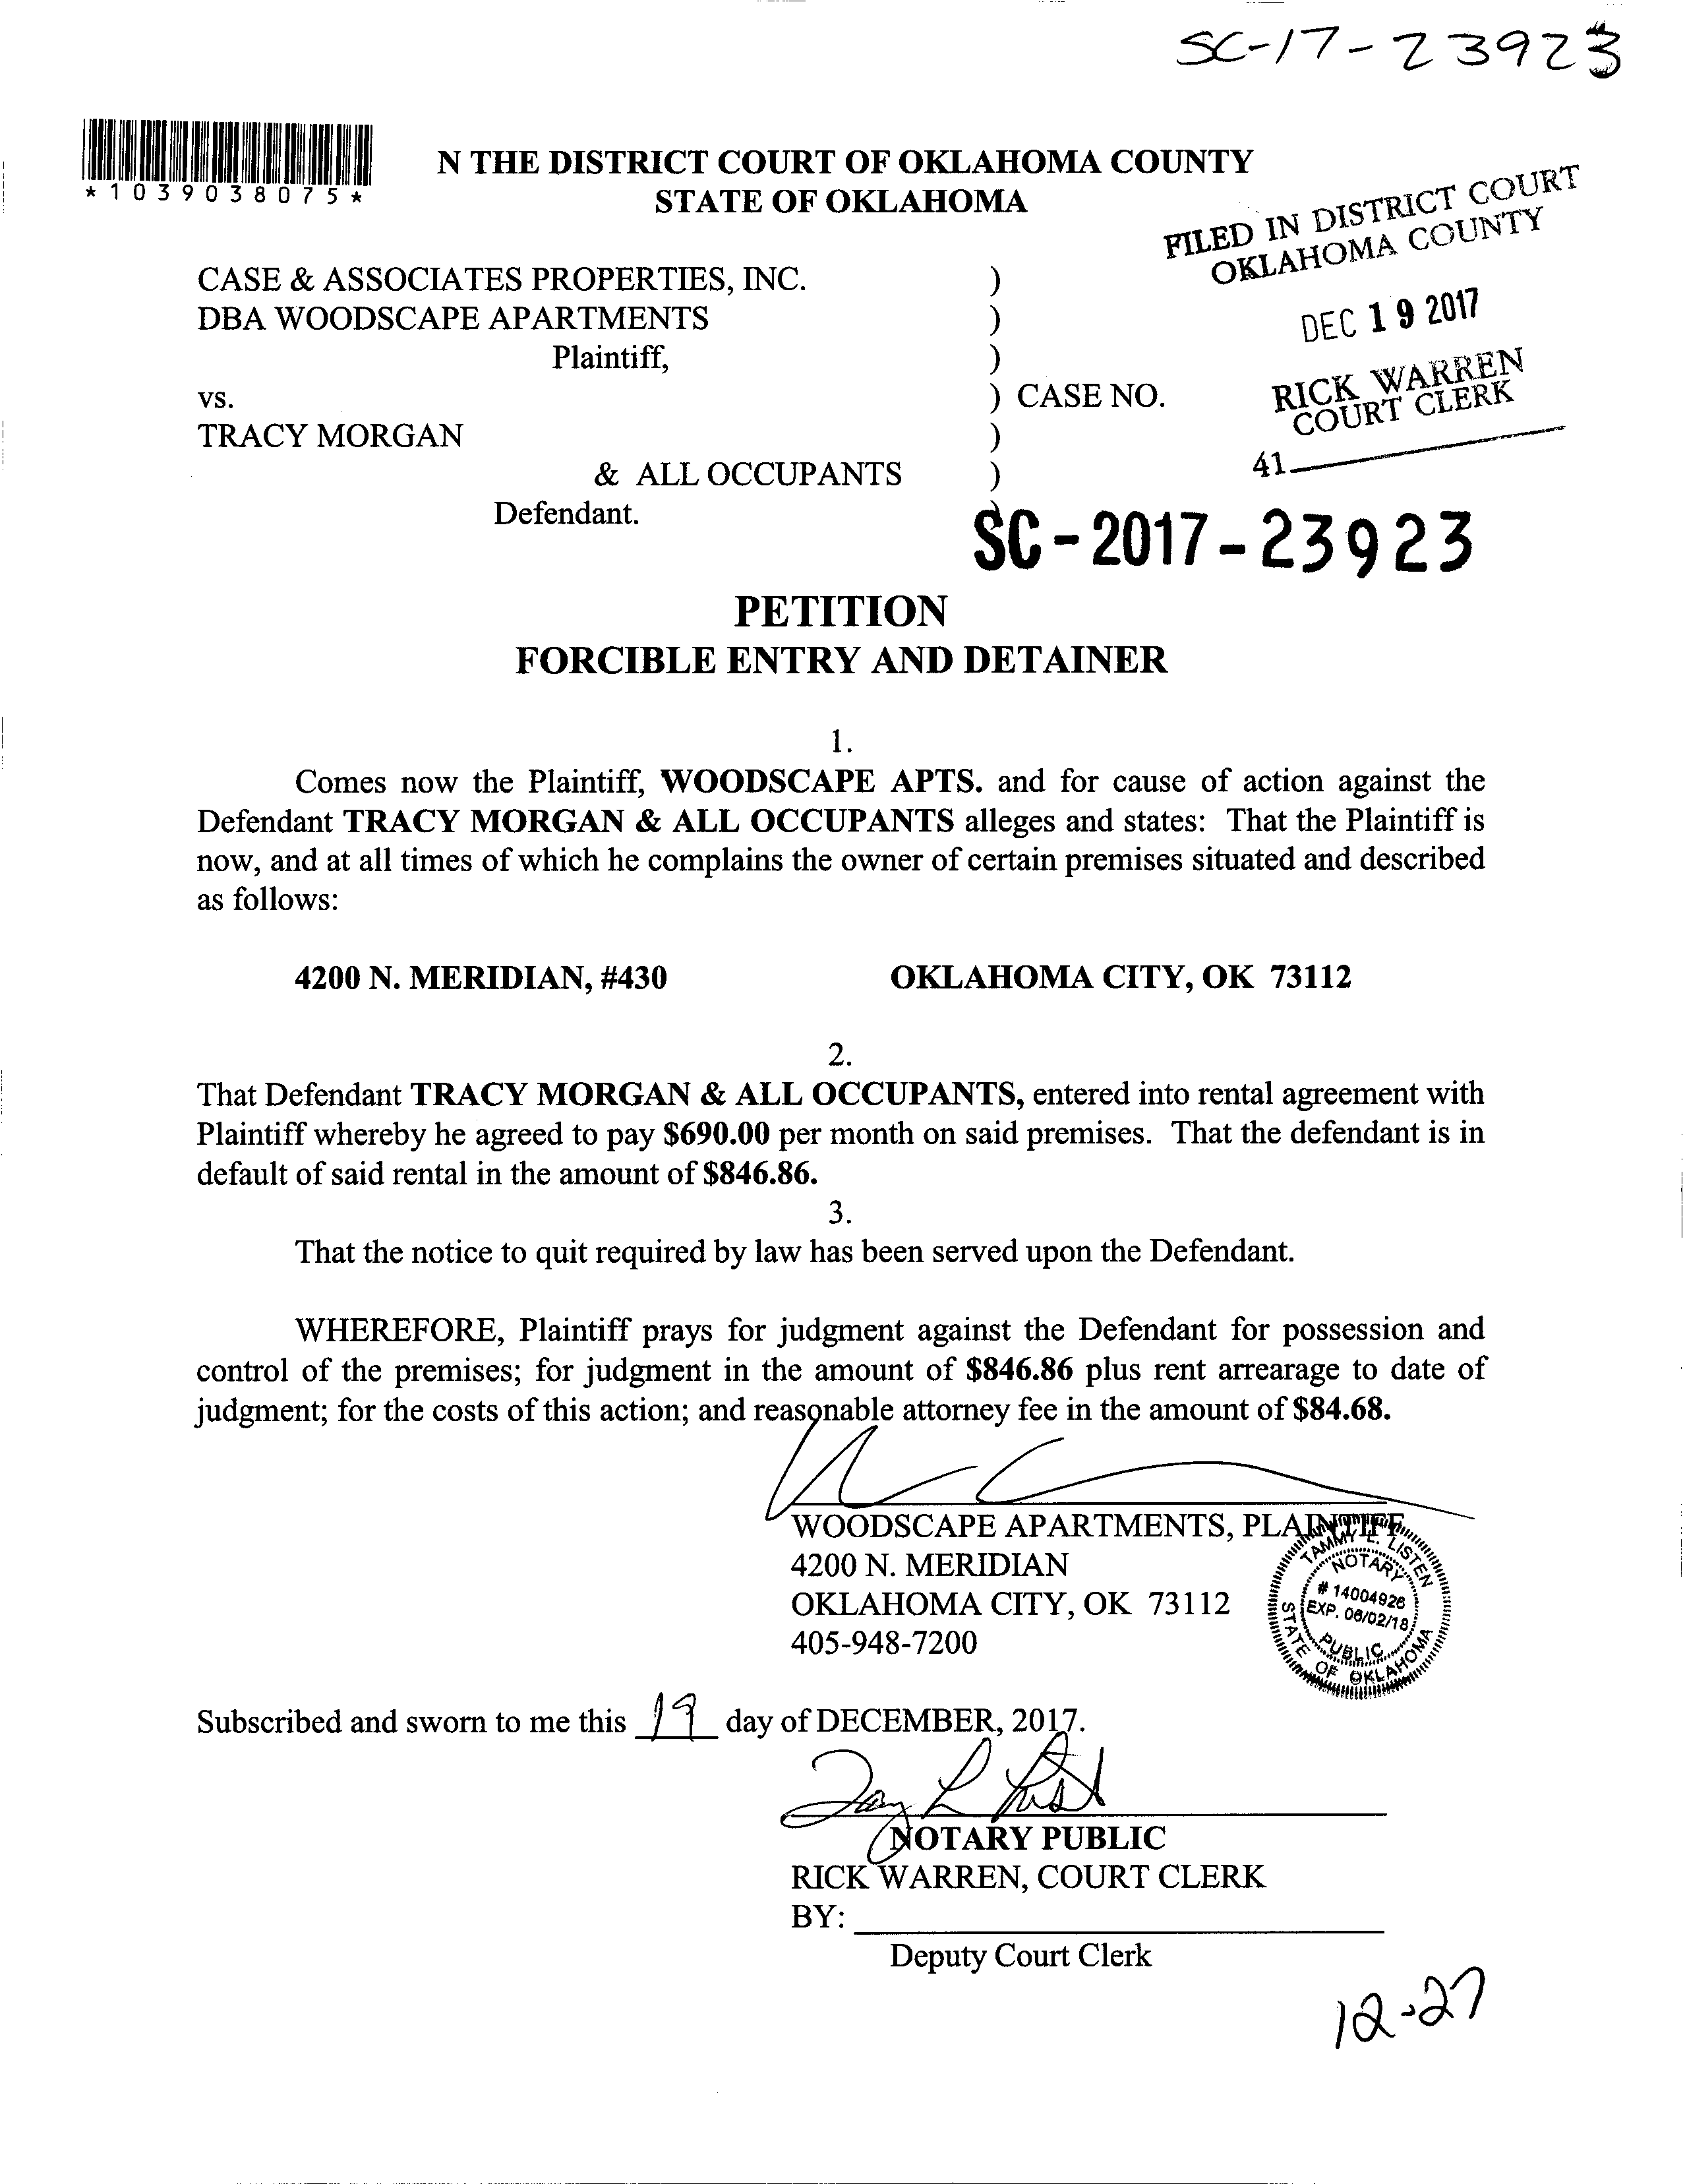 SC-17-23923
*1039038075*
N THE DISTRICT COURT OF OKLAHOMA COUNTY
STATE OF OKLAHOMA
FILED IN DISTRICT COURT
OKLAHOMA COUNTY
DEC 19 2017
RICK WARREN
COURT CLERK
41
CASE & ASSOCIATES PROPERTIES, INC. )
DBA WOODSCAPE APARTMENTS )
Plaintiff, )
vs. ) CASE NO.
TRACY MORGAN )
& ALL OCCUPANTS )
Defendant. )
SC-2017-23923
PETITION
FORCIBLE ENTRY AND DETAINER
1.
Comes now the Plaintiff, WOODSCAPE APTS. and for cause of action against the
Defendant TRACY MORGAN & ALL OCCUPANTS alleges and states: That the Plaintiff is
now, and at all times of which he complains the owner of certain premises situated and described
as follows:
4200 N. MERIDIAN, #430 OKLAHOMA CITY, OK 73112
2.
That Defendant TRACY MORGAN & ALL OCCUPANTS, entered into rental agreement with
Plaintiff whereby he agreed to pay $690.00 per month on said premises. That the defendant is in
default of said rental in the amount of $846.86.
3.
That the notice to quit required by law has been served upon the Defendant.
WHEREFORE, Plaintiff prays for judgment against the Defendant for possession and
control of the premises; for judgment in the amount of $846.86 plus rent arrearage to date of
judgment; for the costs of this action; and reasonable attorney fee in the amount of $84.68.
WOODSCAPE APARTMENTS, PLAINTIFF
4200 N. MERIDIAN
OKLAHOMA CITY, OK 73112
405-948-7200
TAMMY L. LISTEN
NOTARY
# 14004926
EXP. 06/02/18
PUBLIC
STATE OF OKLAHOMA
Subscribed and sworn to me this 19 day of DECEMBER, 2017.
NOTARY PUBLIC
RICK WARREN, COURT CLERK
BY:
Deputy Court Clerk
12-27